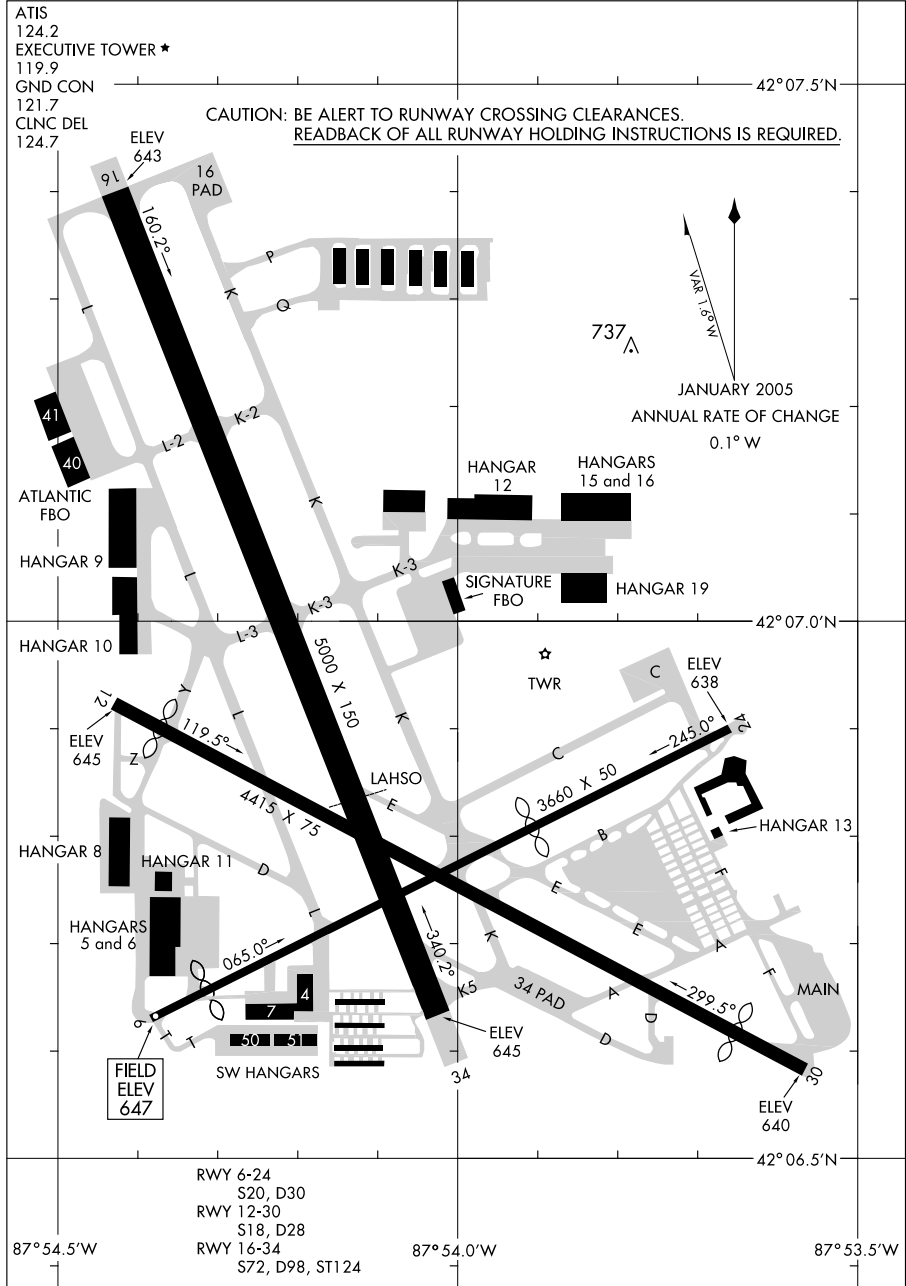 ATIS
124.2
EXECUTIVE TOWER ★
119.9
GND CON
121.7
CLNC DEL
124.7
42°07.5'N
CAUTION: BE ALERT TO RUNWAY CROSSING CLEARANCES.
READBACK OF ALL RUNWAY HOLDING INSTRUCTIONS IS REQUIRED.
ELEV
643
16
16
PAD
160.2°
P
K
Q
L
VAR 1.6° W
737
JANUARY 2005
ANNUAL RATE OF CHANGE
0.1° W
41
40
K-2
L-2
ATLANTIC
FBO
HANGAR
12
HANGARS
15 and 16
K
HANGAR 9
L
K-3
K-3
SIGNATURE
FBO
HANGAR 19
42°07.0'N
HANGAR 10
L-3
5000 X 150
TWR
C
ELEV
638
12
Y
L
K
24
ELEV
645
Z
119.5°
245.0°
C
LAHSO
E
3660 X 50
4415 X 75
B
HANGAR 13
HANGAR 8
HANGAR 11
D
F
E
L
HANGARS
5 and 6
E
A
K
065.0°
340.2°
F
K5
34 PAD
MAIN
4
A
299.5°
7
6
T
T
D
D
50
51
ELEV
645
SW HANGARS
34
30
FIELD
ELEV
647
ELEV
640
42°06.5'N
RWY 6-24
S20, D30
RWY 12-30
S18, D28
RWY 16-34
S72, D98, ST124
87°54.5'W
87°54.0'W
87°53.5'W